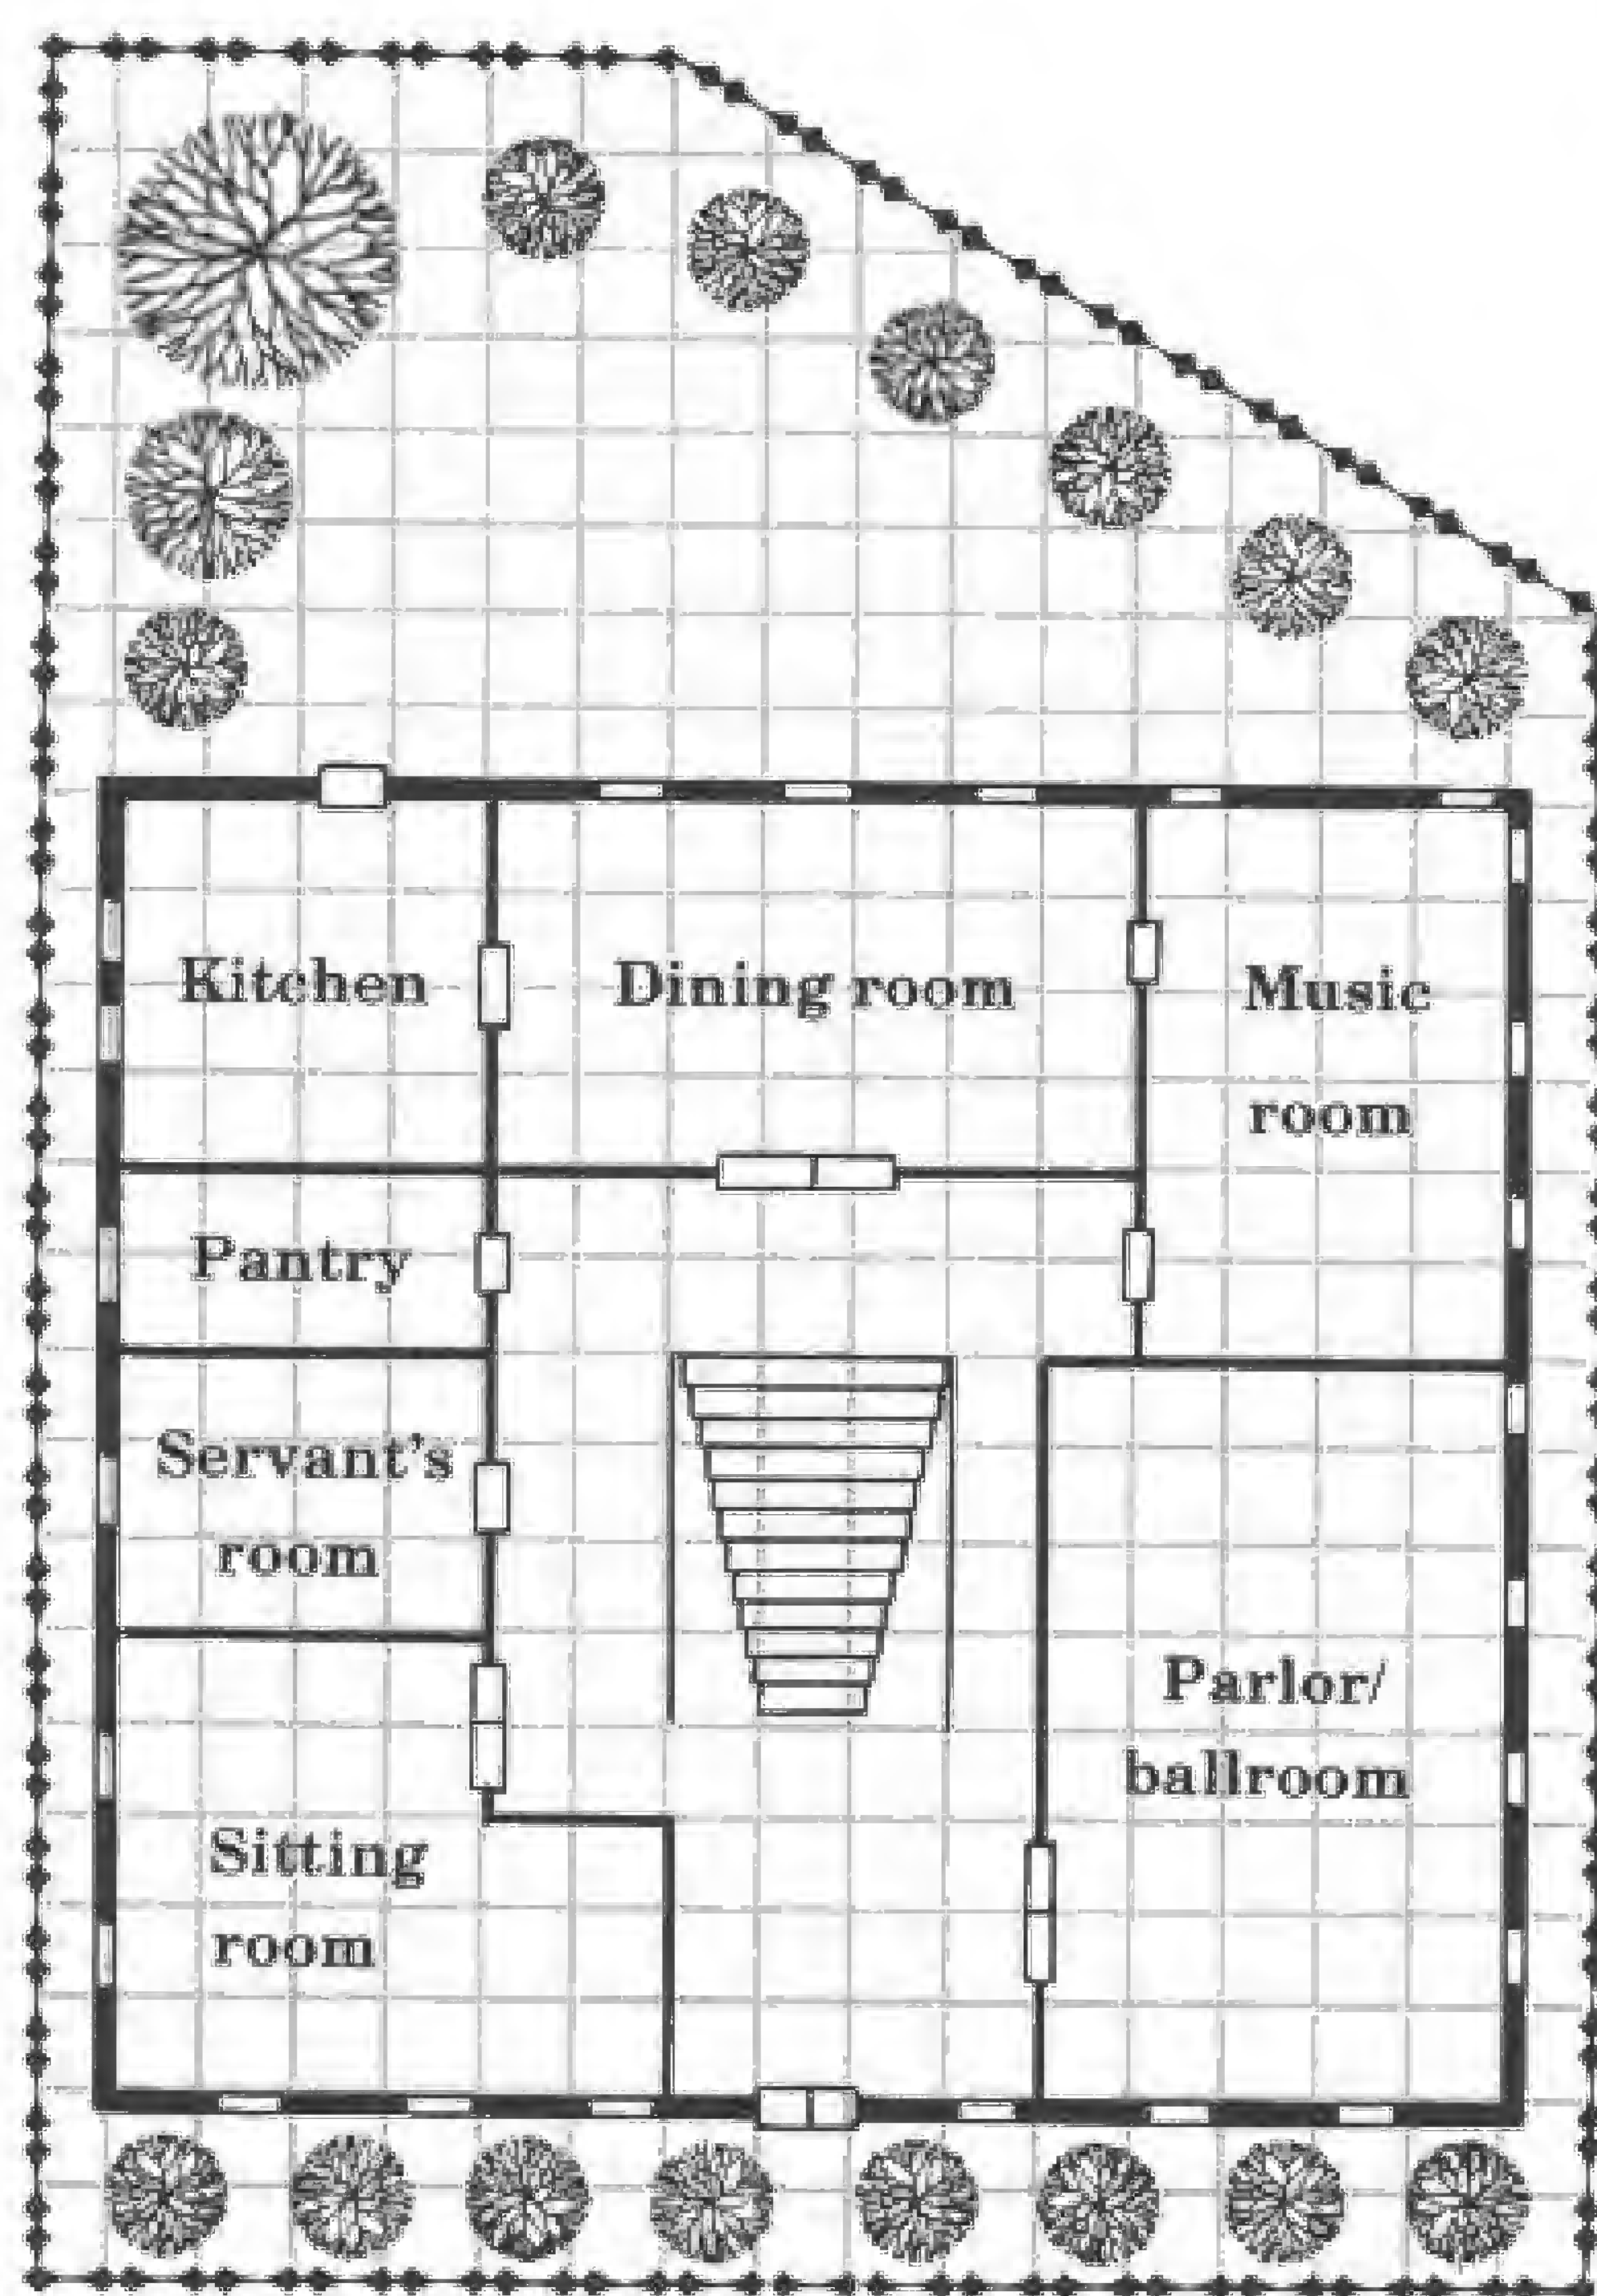 Kitchen
Dining room
Music
room
Pantry
Servant's
room
Parlor/
ballroom
Sitting
room